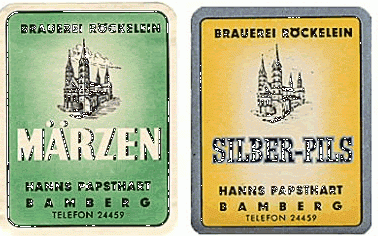 BRAUEREI RÖCKELEIN
MÄRZEN
HANNS PAPSTHART
BAMBERG
TELEFON 24459
BRAUEREI RÖCKELEIN
SILBER-PILS
HANNS PAPSTHART
BAMBERG
TELEFON 24459